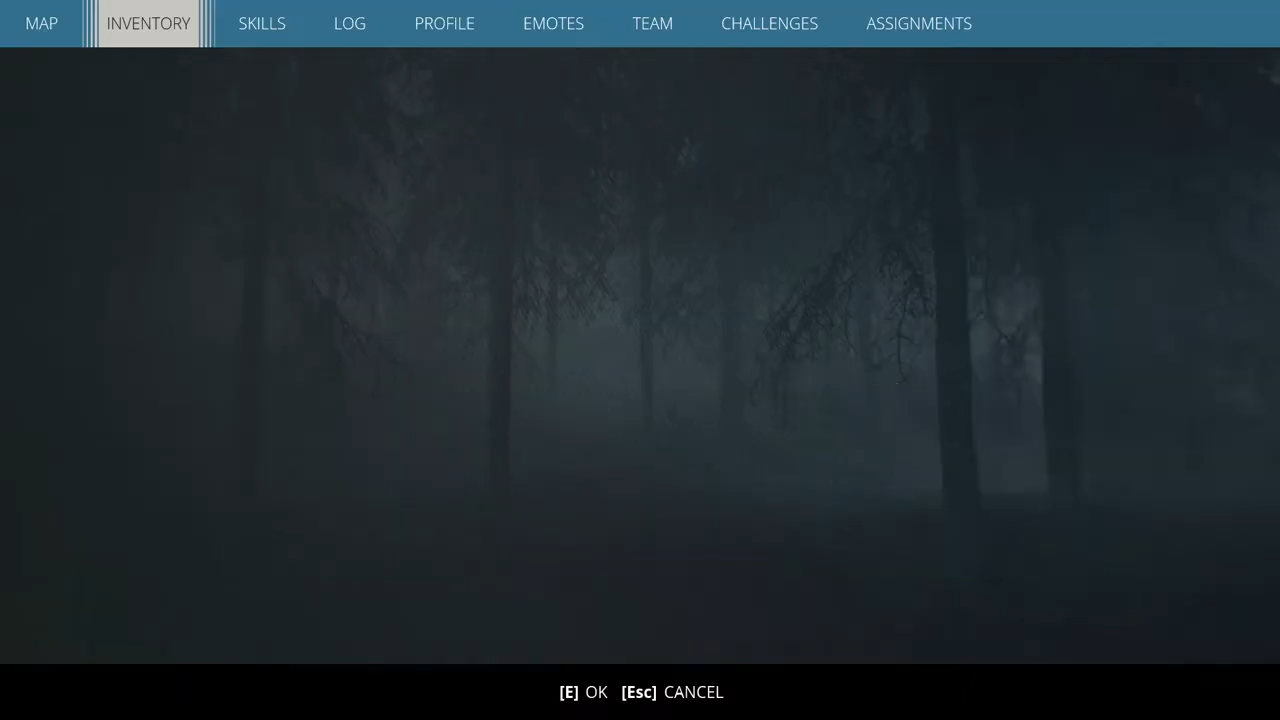 MAP INVENTORY SKILLS LOG PROFILE EMOTES TEAM CHALLENGES ASSIGNMENTS
[E] OK [Esc] CANCEL